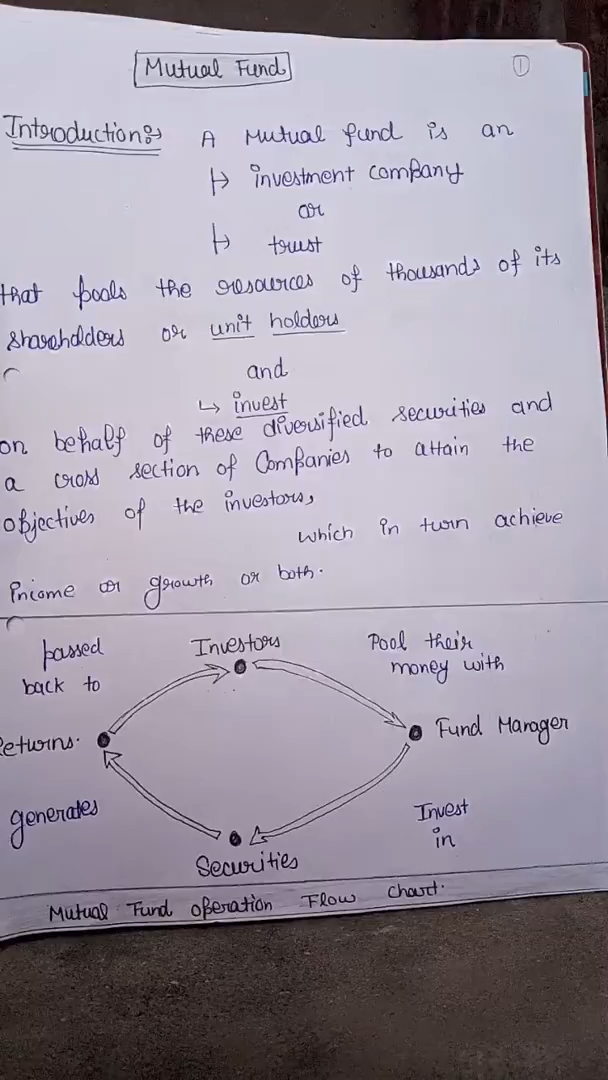 Mutual Fund
1
Introduction:→ A Mutual fund is an
↦ investment company
or
↦ trust
that pools the resources of thousands of its
shareholders or unit holders
and
↳ invest
on behalf of these diversified securities and
a cross section of Companies to attain the
objectives of the investors,
which in turn achieve
Income or growth or both.
passed
back to
Investors
Pool their
money with
Returns.
Fund Manager
generates
Invest
in
Securities
Mutual Fund operation Flow Chart.